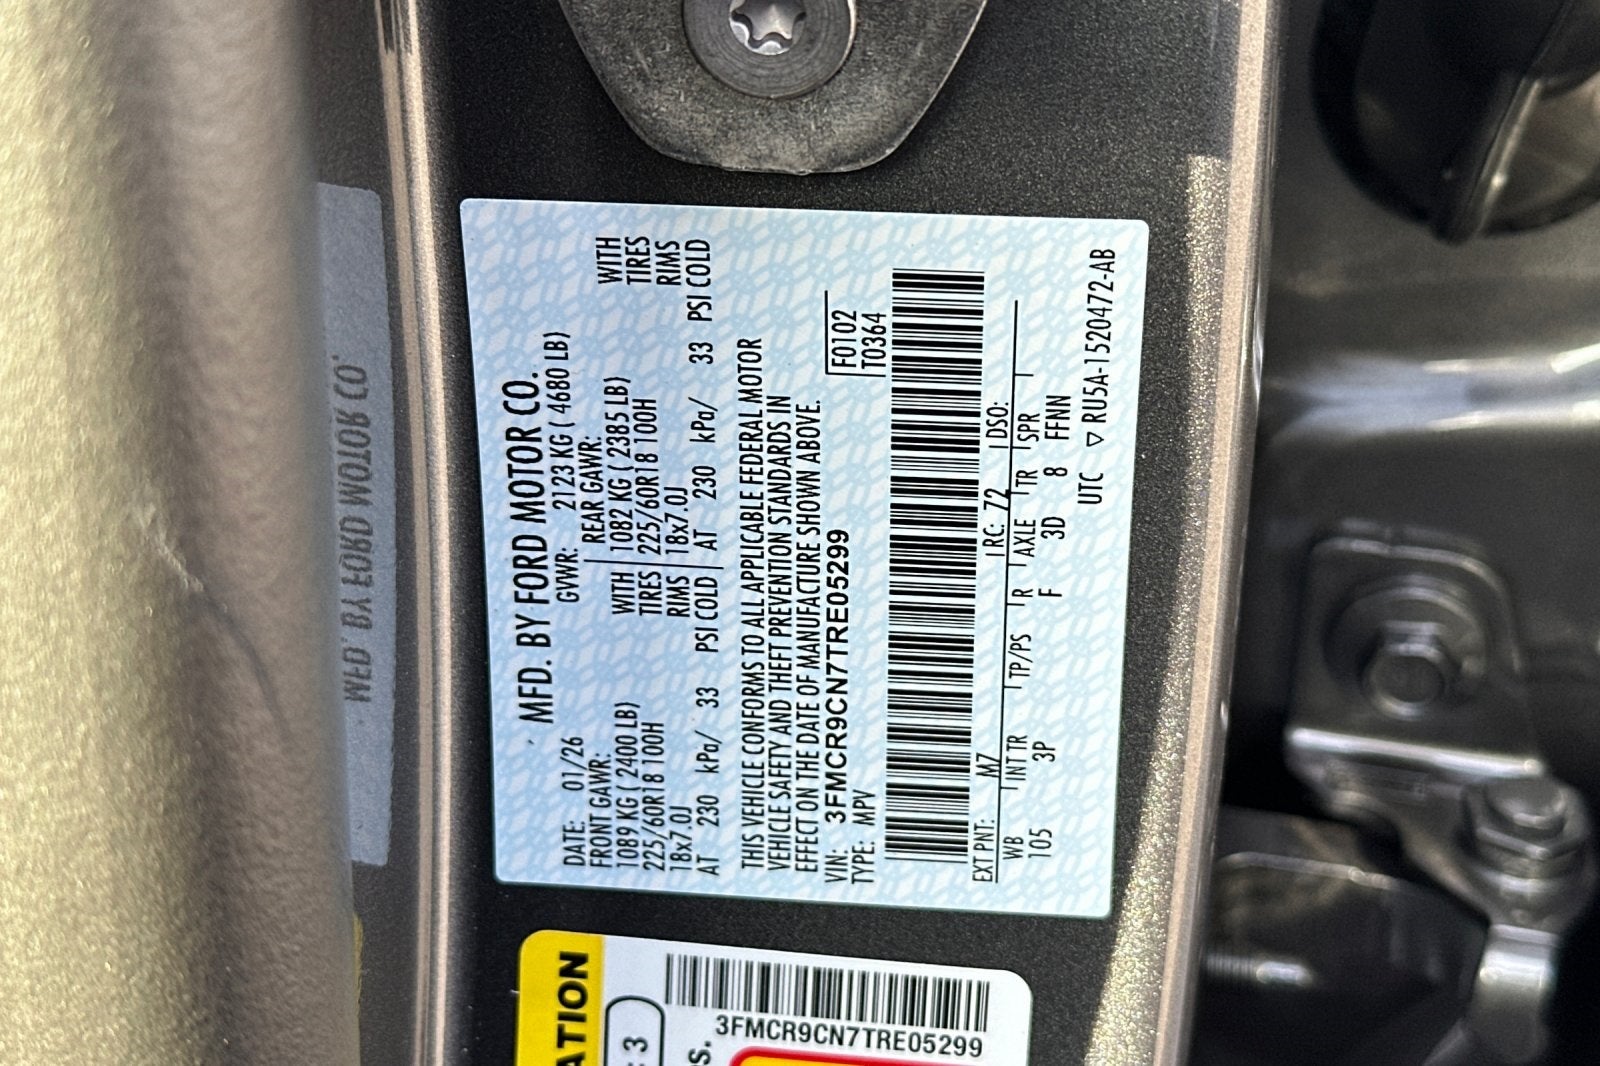 MFD. BY FORD MOTOR CO.
DATE: 01/26 GVWR: 2123 KG ( 4680 LB)
FRONT GAWR: REAR GAWR: WITH
1089 KG ( 2400 LB) WITH 1082 KG ( 2385 LB) TIRES
225/60R18 100H TIRES 225/60R18 100H RIMS
18x7.0J RIMS 18x7.0J
AT 230 kPa/ 33 PSI COLD AT 230 kPa/ 33 PSI COLD
THIS VEHICLE CONFORMS TO ALL APPLICABLE FEDERAL MOTOR
VEHICLE SAFETY AND THEFT PREVENTION STANDARDS IN
EFFECT ON THE DATE OF MANUFACTURE SHOWN ABOVE.
VIN: 3FMCR9CN7TRE05299 F0102
TYPE: MPV T0364
EXT PNT: M7 RC: 72 DSO:
WB INT TR TP/PS R AXLE TR SPR
105 3P F 3D 8 FFNN
UTC ▽ RU5A-1520472-AB
MFD. BY FORD MOTOR CO.
ATION
: 3
s.
3FMCR9CN7TRE05299